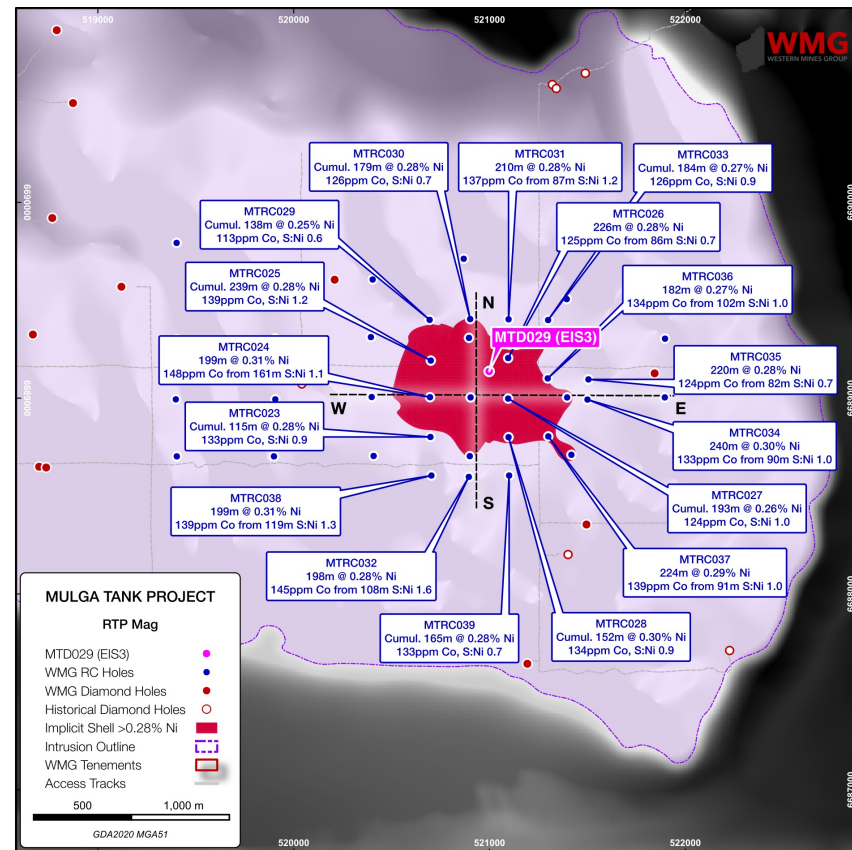 519000
520000
521000
522000
WMG
WESTERN MINES GROUP
MTRC030
Cumul. 179m @ 0.28% Ni
126ppm Co, S:Ni 0.7
MTRC031
210m @ 0.28% Ni
137ppm Co from 87m S:Ni 1.2
MTRC033
Cumul. 184m @ 0.27% Ni
126ppm Co, S:Ni 0.9
MTRC029
Cumul. 138m @ 0.25% Ni
113ppm Co, S:Ni 0.6
MTRC026
226m @ 0.28% Ni
125ppm Co from 86m S:Ni 0.7
6690000
0000699
MTRC025
Cumul. 239m @ 0.28% Ni
139ppm Co, S:Ni 1.2
MTRC036
182m @ 0.27% Ni
134ppm Co from 102m S:Ni 1.0
N
MTD029 (EIS3)
MTRC024
199m @ 0.31% Ni
148ppm Co from 161m S:Ni 1.1
MTRC035
220m @ 0.28% Ni
124ppm Co from 82m S:Ni 0.7
0006899
6689000
W
E
MTRC023
Cumul. 115m @ 0.28% Ni
133ppm Co, S:Ni 0.9
MTRC034
240m @ 0.30% Ni
133ppm Co from 90m S:Ni 1.0
S
MTRC038
199m @ 0.31% Ni
139ppm Co from 119m S:Ni 1.3
MTRC027
Cumul. 193m @ 0.26% Ni
124ppm Co, S:Ni 1.0
MTRC032
198m @ 0.28% Ni
145ppm Co from 108m S:Ni 1.6
MTRC037
224m @ 0.29% Ni
139ppm Co from 91m S:Ni 1.0
6688000
MTRC039
Cumul. 165m @ 0.28% Ni
133ppm Co, S:Ni 0.7
MTRC028
Cumul. 152m @ 0.30% Ni
134ppm Co, S:Ni 0.9
MULGA TANK PROJECT
RTP Mag
MTD029 (EIS3)
WMG RC Holes
WMG Diamond Holes
Historical Diamond Holes
Implicit Shell >0.28% Ni
Intrusion Outline
WMG Tenements
Access Tracks
500
1,000 m
GDA2020 MGA51
6687000
520000
521000
522000